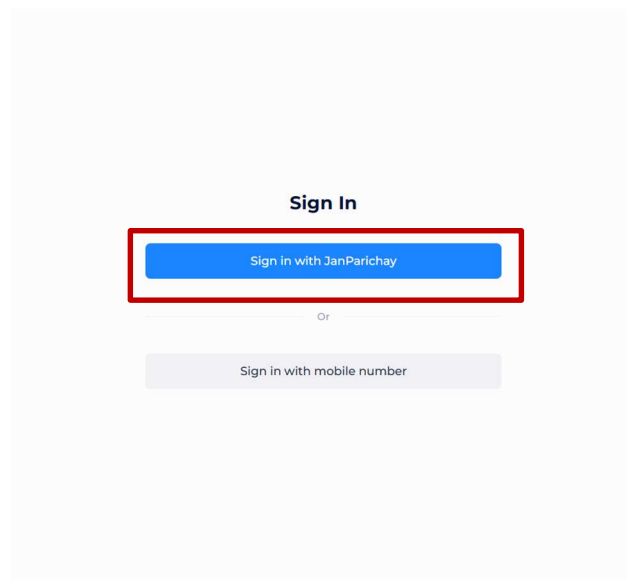 Sign In
Sign in with JanParichay
Or
Sign in with mobile number